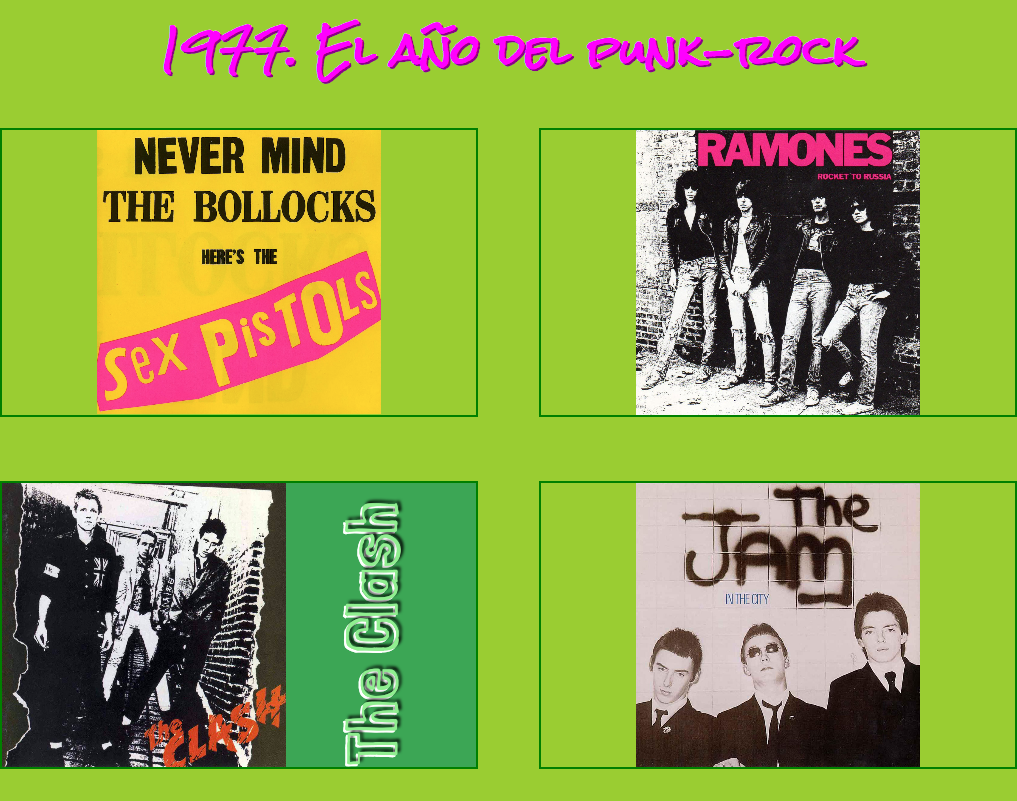 1977. El año del punk-rock
NEVER MIND
THE BOLLOCKS
HERE'S THE
Sex PisTOLS
RAMONES
ROCKET TO RUSSIA
the CLASH
The Clash
The
JAM
IN THE CITY